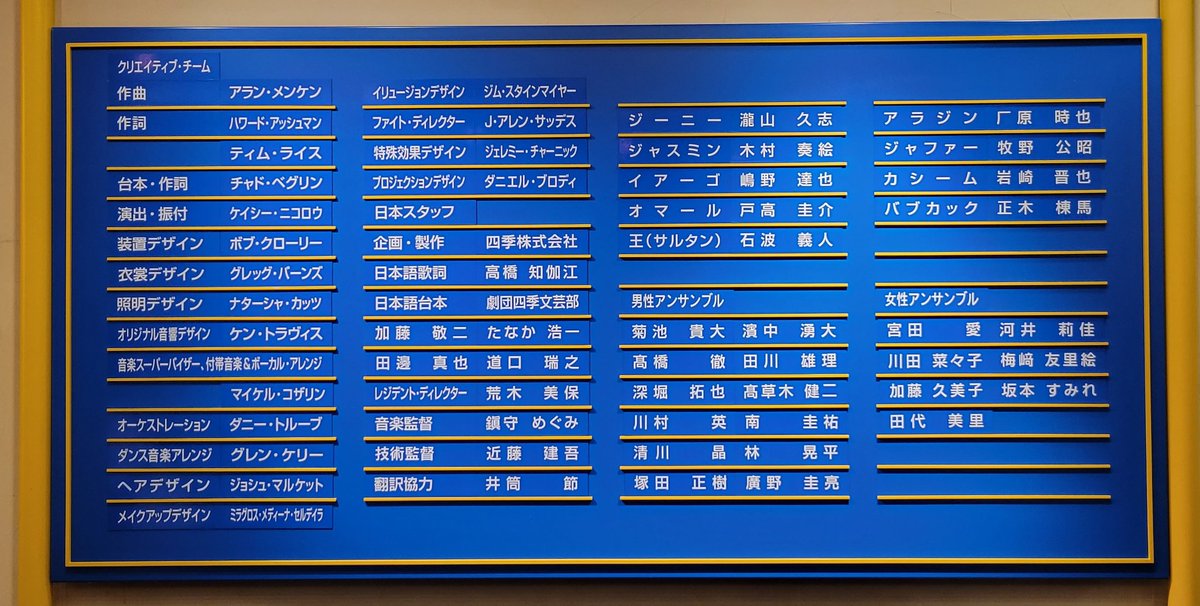 クリエイティブ・チーム
作曲 アラン・メンケン
作詞 ハワード・アッシュマン
ティム・ライス
台本・作詞 チャド・ベグリン
演出・振付 ケイシー・ニコロウ
装置デザイン ボブ・クローリー
衣裳デザイン グレッグ・バーンズ
照明デザイン ナターシャ・カッツ
オリジナル音響デザイン ケン・トラヴィス
音楽スーパーバイザー、付帯音楽&ボーカル・アレンジ
マイケル・コザリン
オーケストレーション ダニー・トルーブ
ダンス音楽アレンジ グレン・ケリー
ヘアデザイン ジョシュ・マルケット
メイクアップデザイン ミラグロス・メディーナ・セルデイラ
イリュージョンデザイン ジム・スタインマイヤー
ファイト・ディレクター J・アレン・サッデス
特殊効果デザイン ジェレミー・チャーニック
プロジェクションデザイン ダニエル・ブロディ
日本スタッフ
企画・製作 四季株式会社
日本語歌詞 高橋 知伽江
日本語台本 劇団四季文芸部
加藤 敬二 たなか 浩一
田邊 真也 道口 瑞之
レジデント・ディレクター 荒木 美保
音楽監督 鎮守 めぐみ
技術監督 近藤 建吾
翻訳協力 井筒 節
ジーニー 瀧山 久志
ジャスミン 木村 奏絵
イアーゴ 嶋野 達也
オマール 戸高 圭介
王(サルタン) 石波 義人
男性アンサンブル
菊池 貴大 濱中 湧大
髙橋 徹 田川 雄理
深堀 拓也 髙草木 健二
川村 英 南 圭祐
清川 晶 林 晃平
塚田 正樹 廣野 圭亮
アラジン 厂原 時也
ジャファー 牧野 公昭
カシーム 岩崎 晋也
バブカック 正木 棟馬
女性アンサンブル
宮田 愛 河井 莉佳
川田 菜々子 梅﨑 友里絵
加藤 久美子 坂本 すみれ
田代 美里